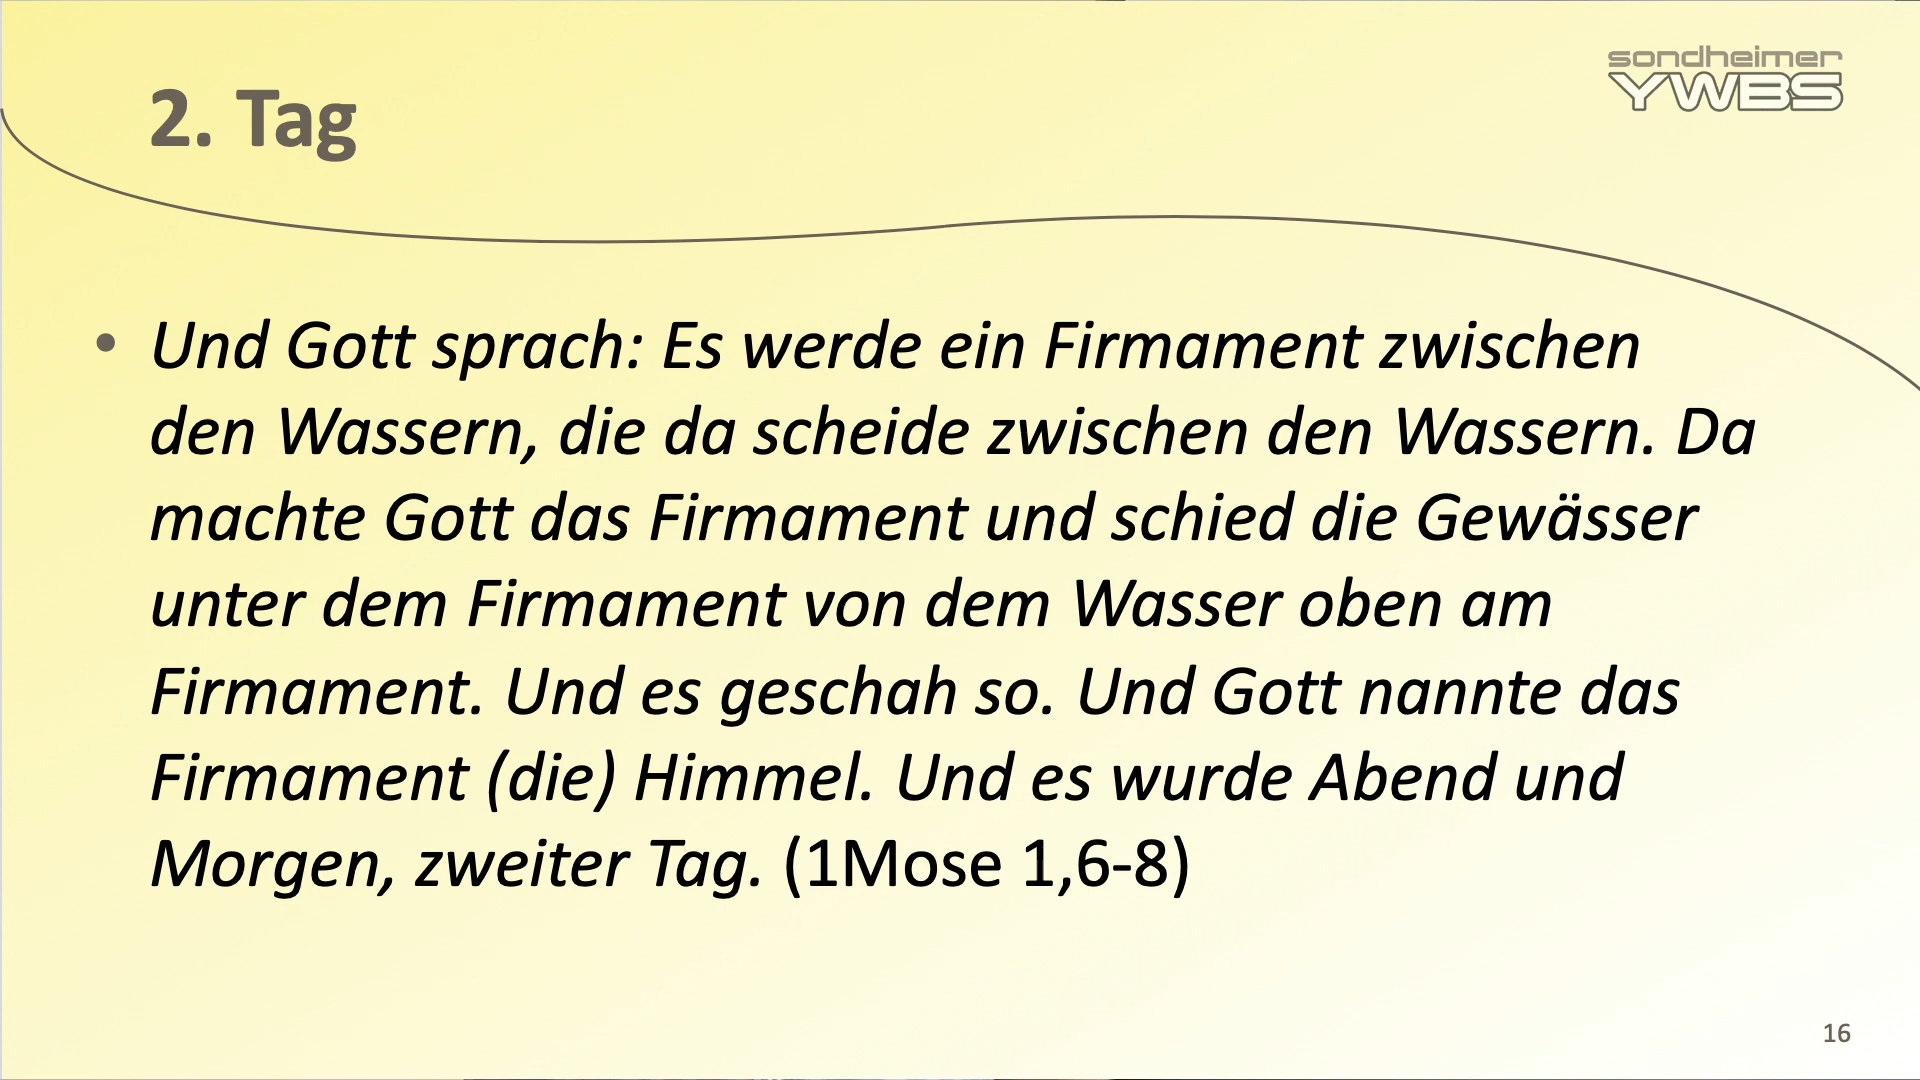 sondheimer
YWBS
2. Tag
• Und Gott sprach: Es werde ein Firmament zwischen
den Wassern, die da scheide zwischen den Wassern. Da
machte Gott das Firmament und schied die Gewässer
unter dem Firmament von dem Wasser oben am
Firmament. Und es geschah so. Und Gott nannte das
Firmament (die) Himmel. Und es wurde Abend und
Morgen, zweiter Tag. (1Mose 1,6-8)
16